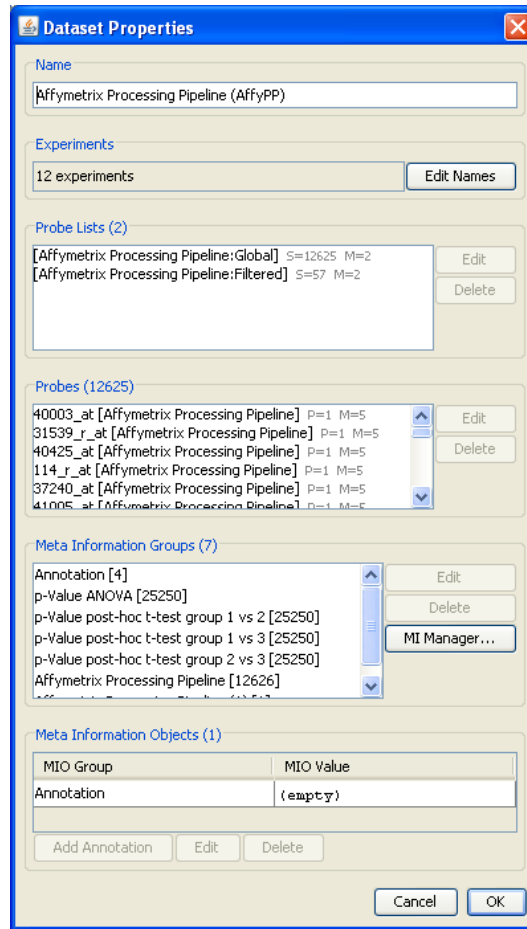 Dataset Properties
Name
Affymetrix Processing Pipeline (AffyPP)
Experiments
12 experiments
Edit Names
Probe Lists (2)
[Affymetrix Processing Pipeline:Global] S=12625 M=2
[Affymetrix Processing Pipeline:Filtered] S=57 M=2
Edit
Delete
Probes (12625)
40003_at [Affymetrix Processing Pipeline] P=1 M=5
31539_r_at [Affymetrix Processing Pipeline] P=1 M=5
40425_at [Affymetrix Processing Pipeline] P=1 M=5
114_r_at [Affymetrix Processing Pipeline] P=1 M=5
37240_at [Affymetrix Processing Pipeline] P=1 M=5
41005_at [Affymetrix Processing Pipeline] P=1 M=5
Edit
Delete
Meta Information Groups (7)
Annotation [4]
p-Value ANOVA [25250]
p-Value post-hoc t-test group 1 vs 2 [25250]
p-Value post-hoc t-test group 1 vs 3 [25250]
p-Value post-hoc t-test group 2 vs 3 [25250]
Affymetrix Processing Pipeline [12626]
Edit
Delete
MI Manager...
Meta Information Objects (1)
MIO Group MIO Value
Annotation (empty)
Add Annotation Edit Delete
Cancel OK